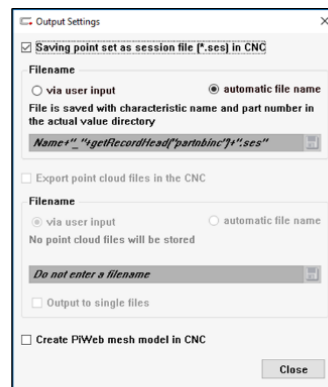 Output Settings
Saving point set as session file (*.ses) in CNC
Filename
via user input automatic file name
File is saved with characteristic name and part number in
the actual value directory
Name+"_"+getRecordHead("partnbinc")+".ses"
Export point cloud files in the CNC
Filename
via user input automatic file name
No point cloud files will be stored
Do not enter a filename
Output to single files
Create PiWeb mesh model in CNC
Close